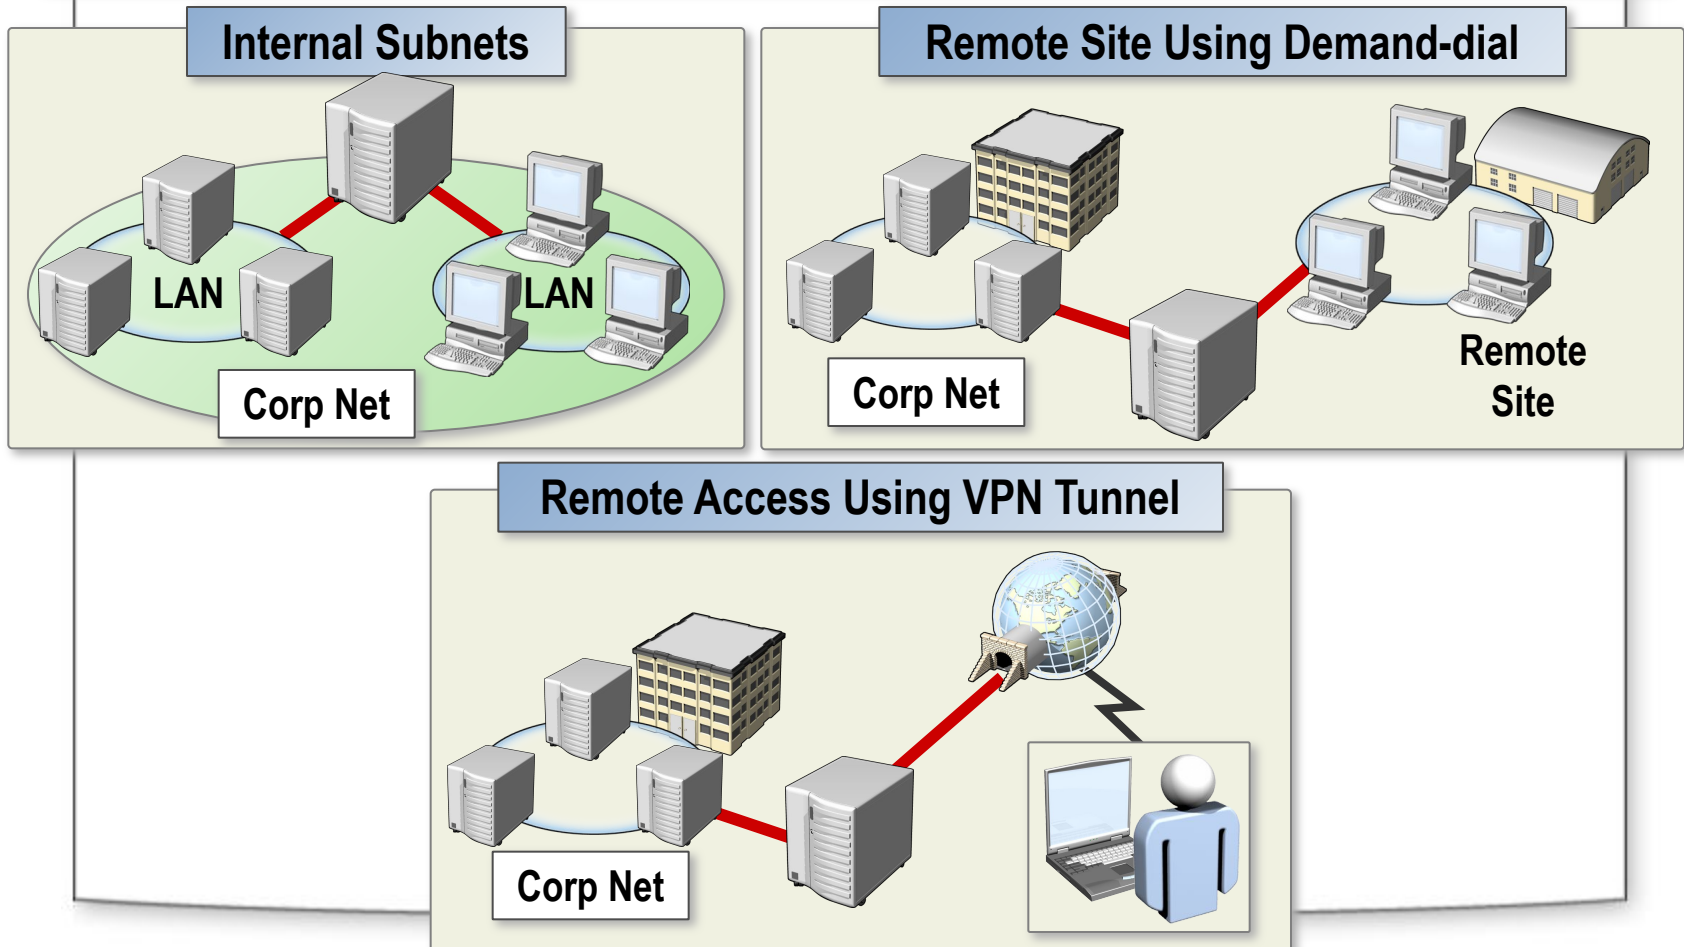 Internal Subnets
LAN
LAN
Corp Net
Remote Site Using Demand-dial
Corp Net
Remote
Site
Remote Access Using VPN Tunnel
Corp Net